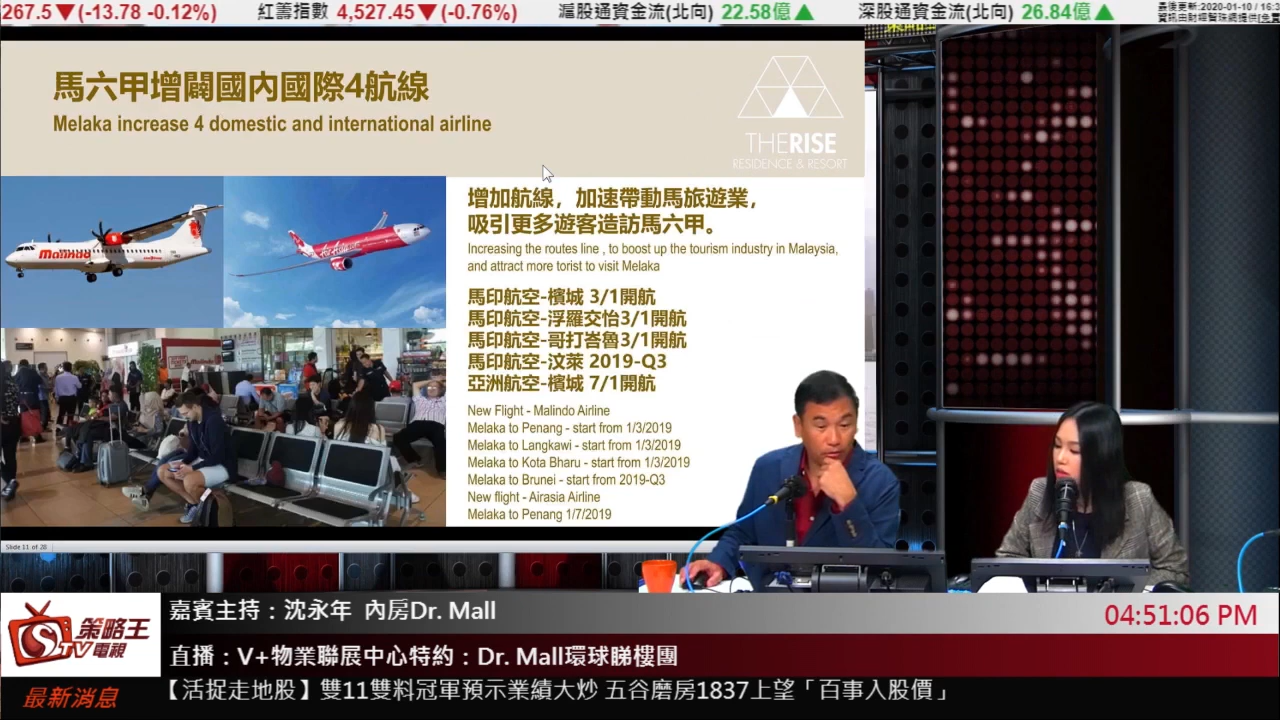 267.5▼(-13.78 -0.12%) 紅籌指數 4,527.45▼(-0.76%) 滬股通資金流(北向) 22.58億▲ 深股通資金流(北向) 26.84億▲
馬六甲增闢國內國際4航線
Melaka increase 4 domestic and international airline
THERISE
RESIDENCE & RESORT
malindo
AirAsia
增加航線，加速帶動馬旅遊業，
吸引更多遊客造訪馬六甲。
Increasing the routes line , to boost up the tourism industry in Malaysia,
and attract more torist to visit Melaka
馬印航空-檳城 3/1開航
馬印航空-浮羅交怡3/1開航
馬印航空-哥打峇魯3/1開航
馬印航空-汶萊 2019-Q3
亞洲航空-檳城 7/1開航
New Flight - Malindo Airline
Melaka to Penang - start from 1/3/2019
Melaka to Langkawi - start from 1/3/2019
Melaka to Kota Bharu - start from 1/3/2019
Melaka to Brunei - start from 2019-Q3
New flight - Airasia Airline
Melaka to Penang 1/7/2019
Slide 11 of 28
嘉賓主持：沈永年 內房Dr. Mall
04:51:06 PM
策略王
STV電視
直播：V+物業聯展中心特約：Dr. Mall環球睇樓團
最新消息
【活捉走地股】雙11雙料冠軍預示業績大炒 五谷磨房1837上望「百事入股價」